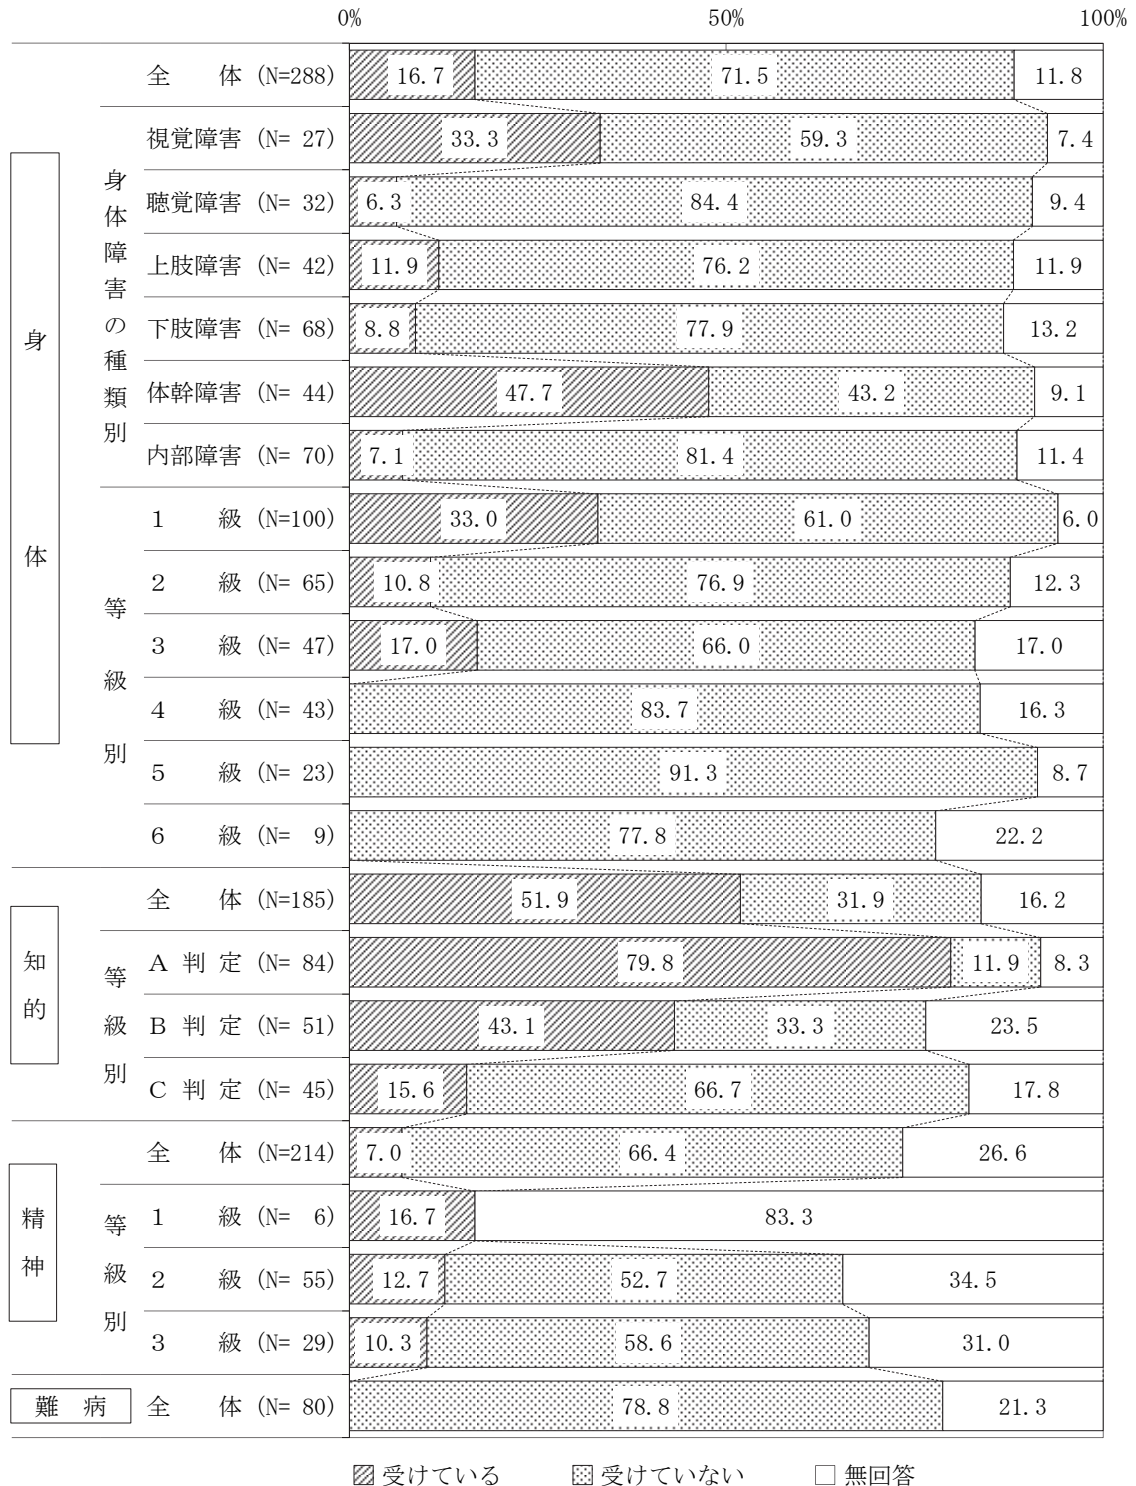 0% 50% 100%
身体
身体障害の種類別
等級別
全 体 (N=288) 16.7 71.5 11.8
視覚障害 (N= 27) 33.3 59.3 7.4
聴覚障害 (N= 32) 6.3 84.4 9.4
上肢障害 (N= 42) 11.9 76.2 11.9
下肢障害 (N= 68) 8.8 77.9 13.2
体幹障害 (N= 44) 47.7 43.2 9.1
内部障害 (N= 70) 7.1 81.4 11.4
1 級 (N=100) 33.0 61.0 6.0
2 級 (N= 65) 10.8 76.9 12.3
3 級 (N= 47) 17.0 66.0 17.0
4 級 (N= 43) 83.7 16.3
5 級 (N= 23) 91.3 8.7
6 級 (N= 9) 77.8 22.2
知的
等級別
全 体 (N=185) 51.9 31.9 16.2
A 判 定 (N= 84) 79.8 11.9 8.3
B 判 定 (N= 51) 43.1 33.3 23.5
C 判 定 (N= 45) 15.6 66.7 17.8
精神
等級別
全 体 (N=214) 7.0 66.4 26.6
1 級 (N= 6) 16.7 83.3
2 級 (N= 55) 12.7 52.7 34.5
3 級 (N= 29) 10.3 58.6 31.0
難 病 全 体 (N= 80) 78.8 21.3
受けている 受けていない 無回答